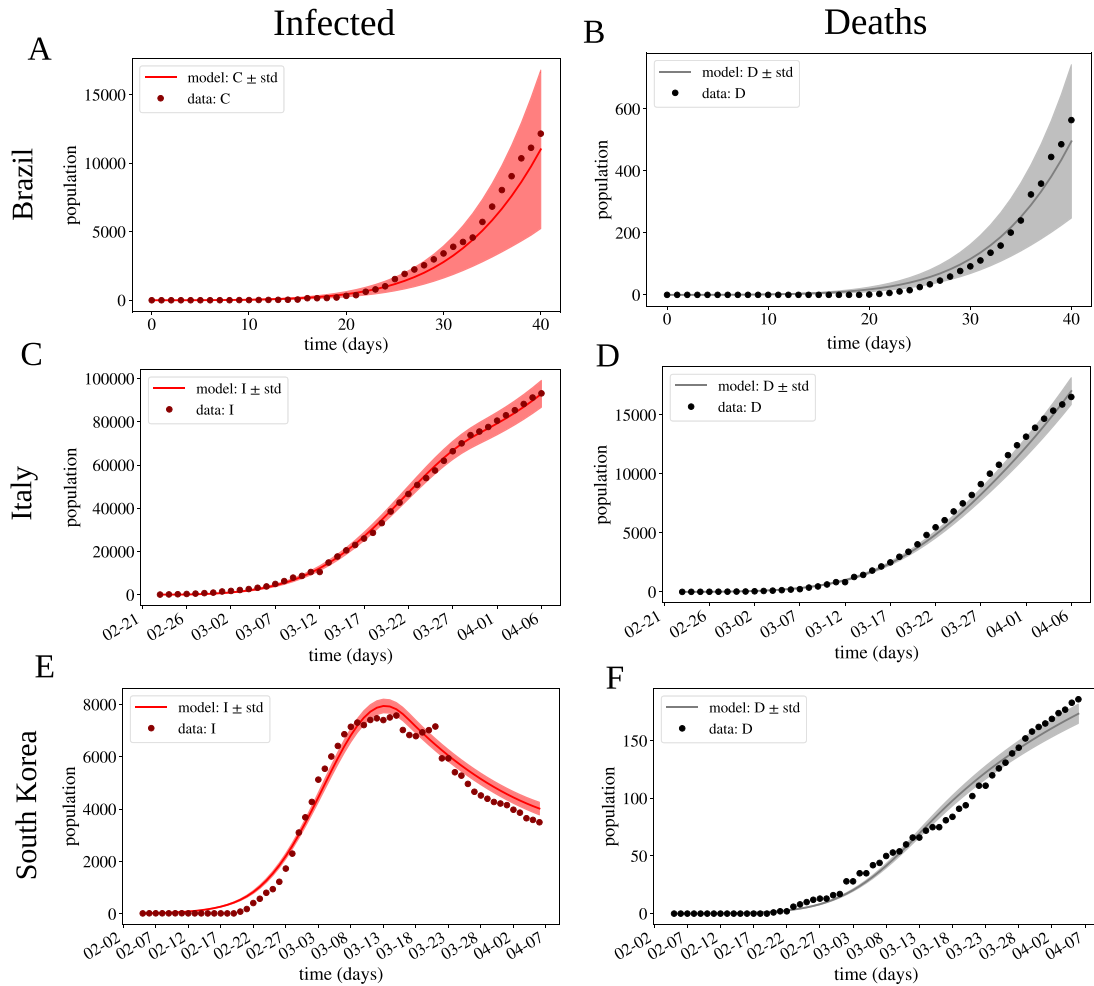 Infected
Deaths
A
B
Brazil
population
15000
10000
5000
0
model: C ± std
data: C
0
10
20
30
40
time (days)
population
600
400
200
0
model: D ± std
data: D
0
10
20
30
40
time (days)
C
D
Italy
population
100000
80000
60000
40000
20000
0
model: I ± std
data: I
02-21
02-26
03-02
03-07
03-12
03-17
03-22
03-27
04-01
04-06
time (days)
population
15000
10000
5000
0
model: D ± std
data: D
02-21
02-26
03-02
03-07
03-12
03-17
03-22
03-27
04-01
04-06
time (days)
E
F
South Korea
population
8000
6000
4000
2000
0
model: I ± std
data: I
02-02
02-07
02-12
02-17
02-22
02-27
03-03
03-08
03-13
03-18
03-23
03-28
04-02
04-07
time (days)
population
150
100
50
0
model: D ± std
data: D
02-02
02-07
02-12
02-17
02-22
02-27
03-03
03-08
03-13
03-18
03-23
03-28
04-02
04-07
time (days)